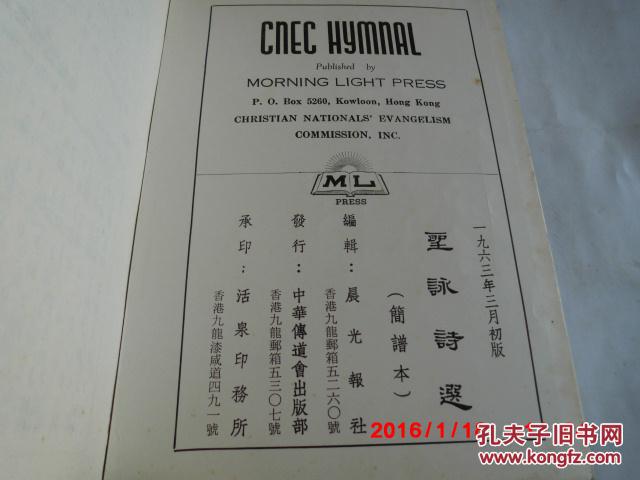 CNEC HYMNAL
Published by
MORNING LIGHT PRESS
P. O. Box 5260, Kowloon, Hong Kong
CHRISTIAN NATIONALS' EVANGELISM
COMMISSION, INC.
ML
PRESS
一九六三年三月初版
聖詠詩選
(簡譜本)
編輯：晨光報社
香港九龍郵箱五二六〇號
發行：中華傳道會出版部
香港九龍郵箱五三〇七號
承印：活泉印務所
香港九龍漆咸道四九一號
2016/1/1
孔夫子旧书网
www.kongfz.com